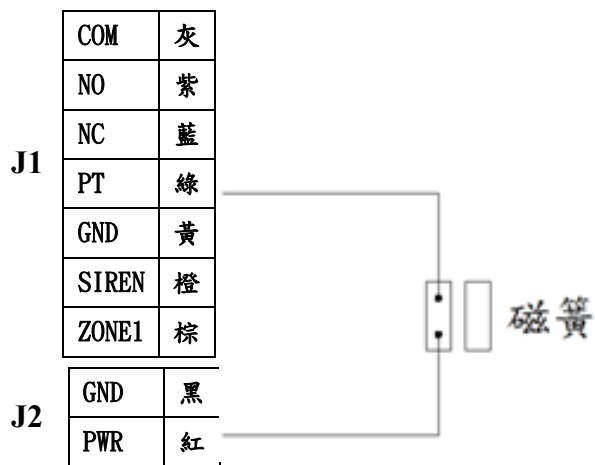 J1
COM 灰
NO 紫
NC 藍
PT 綠
GND 黃
SIREN 橙
ZONE1 棕
磁簧
J2
GND 黑
PWR 紅